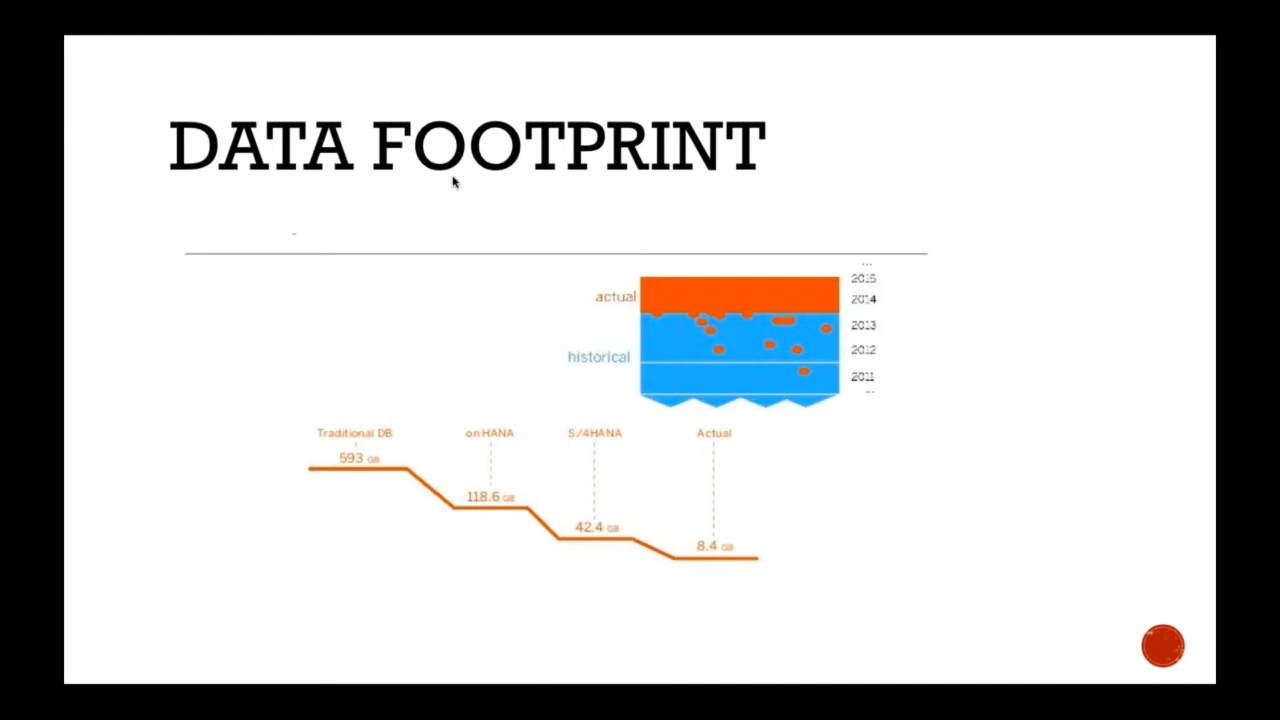 DATA FOOTPRINT
...
2015
actual
2014
2013
2012
historical
2011
...
Traditional DB
on HANA
S/4HANA
Actual
593 GB
118.6 GB
42.4 GB
8.4 GB